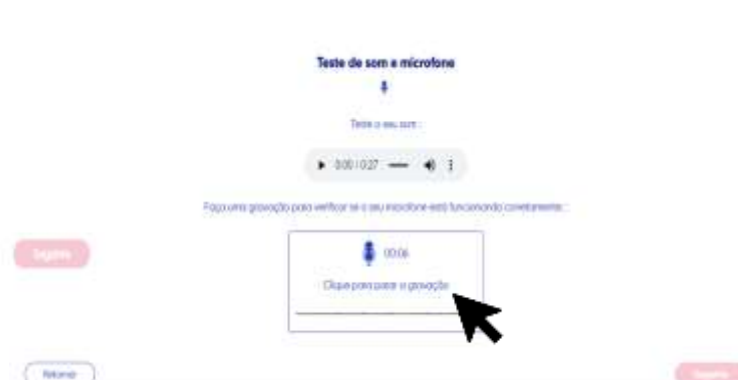 Teste de som e microfone
Teste o seu som :
0:00 / 0:27
Faça uma gravação para verificar se o seu microfone está funcionando corretamente :
00:06
Clique para parar a gravação
Retornar